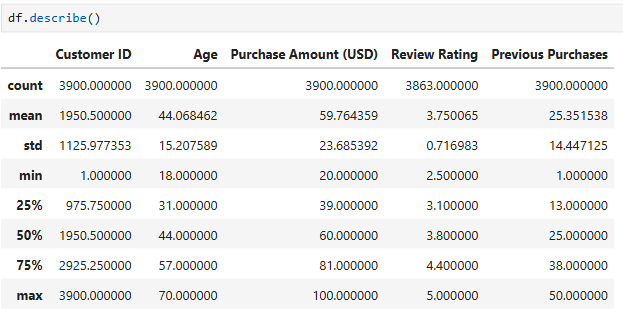 df.describe()
Customer ID Age Purchase Amount (USD) Review Rating Previous Purchases
count 3900.000000 3900.000000 3900.000000 3863.000000 3900.000000
mean 1950.500000 44.068462 59.764359 3.750065 25.351538
std 1125.977353 15.207589 23.685392 0.716983 14.447125
min 1.000000 18.000000 20.000000 2.500000 1.000000
25% 975.750000 31.000000 39.000000 3.100000 13.000000
50% 1950.500000 44.000000 60.000000 3.800000 25.000000
75% 2925.250000 57.000000 81.000000 4.400000 38.000000
max 3900.000000 70.000000 100.000000 5.000000 50.000000